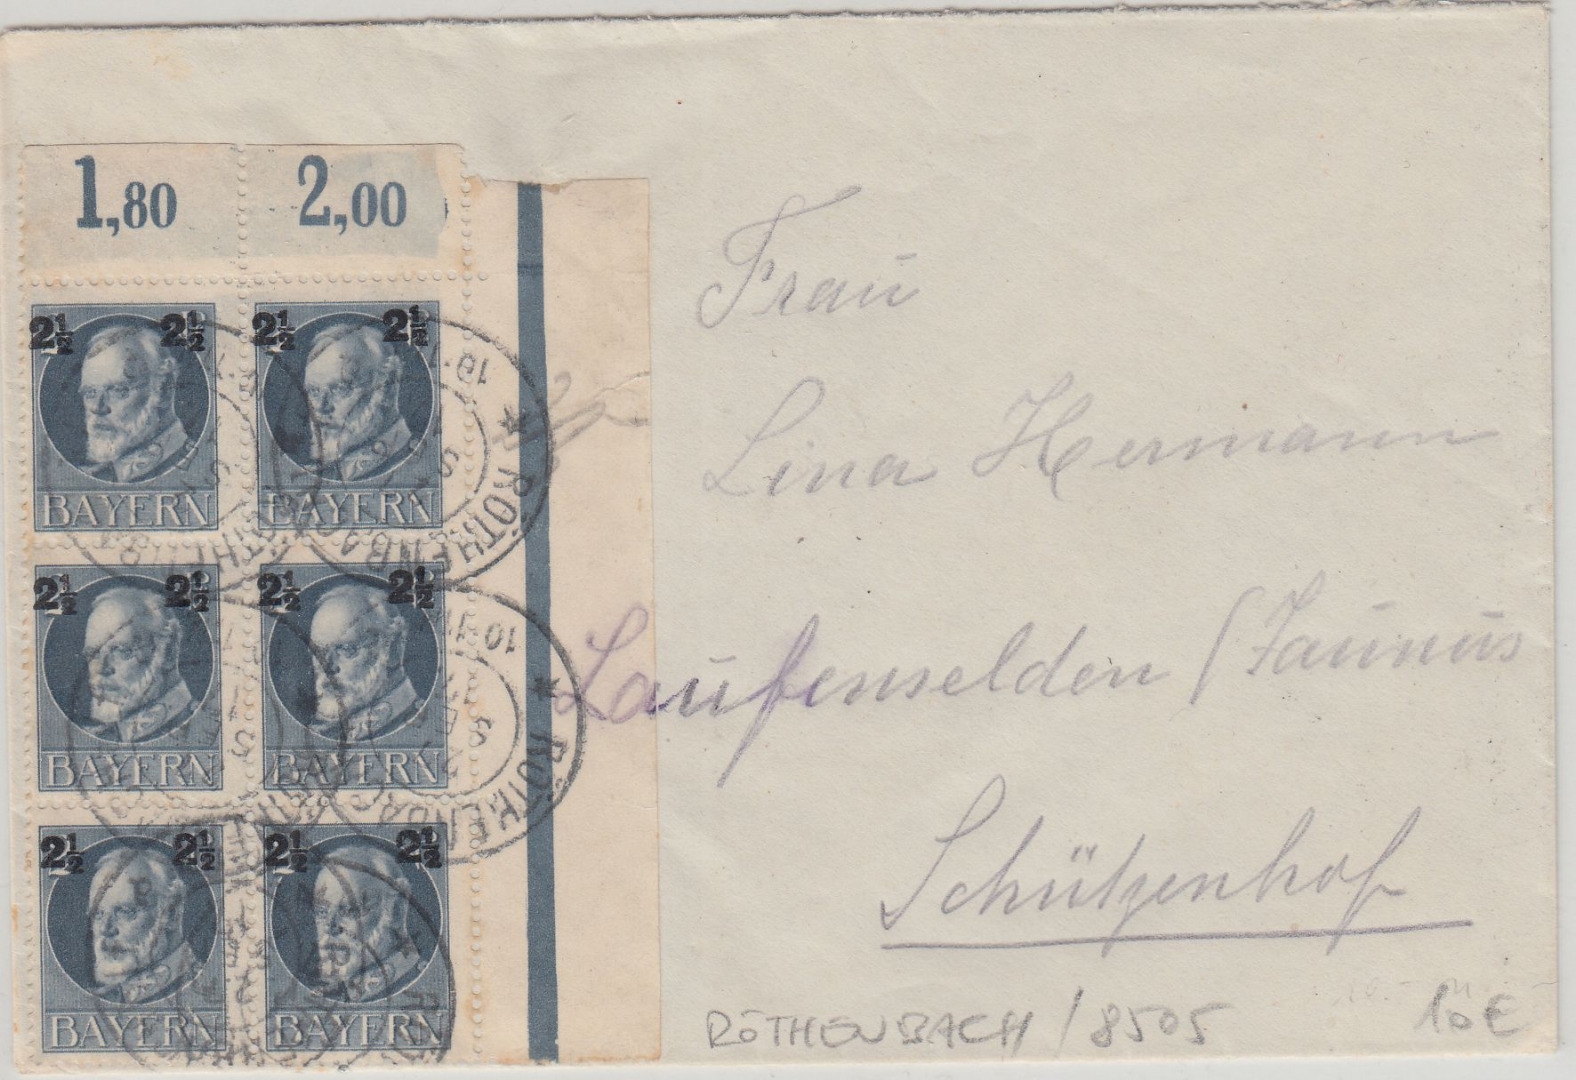 1,80 2,00
2½ 2½ 2½ 2½
BAYERN BAYERN
2½ 2½ 2½ 2½
BAYERN BAYERN
2½ 2½ 2½ 2½
BAYERN BAYERN
RÖTHENBA
RÖTHENBA
Frau
Lina Hermann
Laufenselden / Taunus
Schützenhof
RÖTHENBACH / 8505
10 €